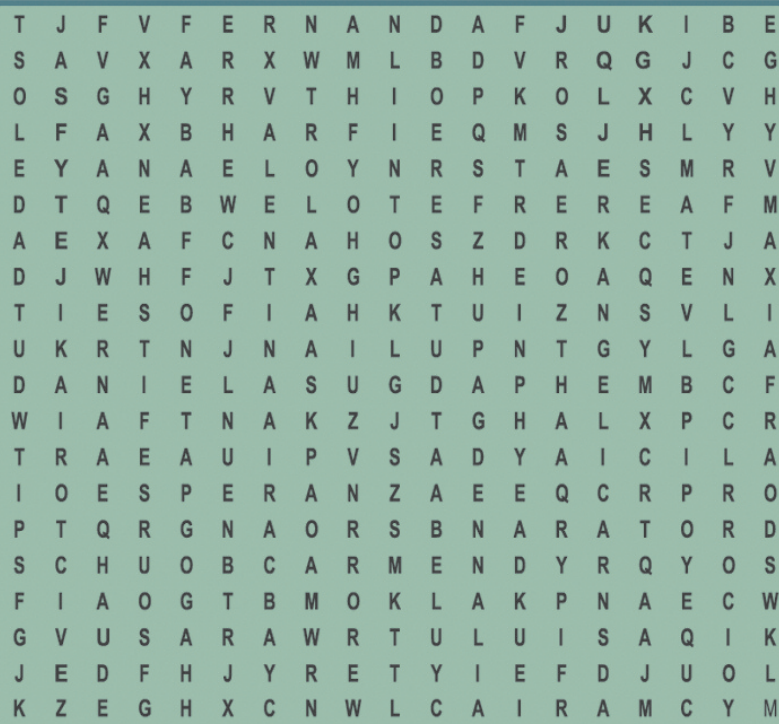 T J F V F E R N A N D A F J U K I B E
S A V X A R X W M L B D V R Q G J C G
O S G H Y R V T H I O P K O L X C V H
L F A X B H A R F I E Q M S J H L Y Y
E Y A N A E L O Y N R S T A E S M R V
D T Q E B W E L O T E F R E R E A F M
A E X A F C N A H O S Z D R K C T J A
D J W H F J T X G P A H E O A Q E N X
T I E S O F I A H K T U I Z N S V L I
U K R T N J N A I L U P N T G Y L G A
D A N I E L A S U G D A P H E M B C F
W I A F T N A K Z J T G H A L X P C R
T R A E A U I P V S A D Y A I C I L A
I O E S P E R A N Z A E E Q C R P R O
P T Q R G N A O R S B N A R A T O R D
S C H U O B C A R M E N D Y R Q Y O S
F I A O G T B M O K L A K P N A E C W
G V U S A R A W R T U L U I S A Q I K
J E D F H J Y R E T Y I E F D J U O L
K Z E G H X C N W L C A I R A M C Y M